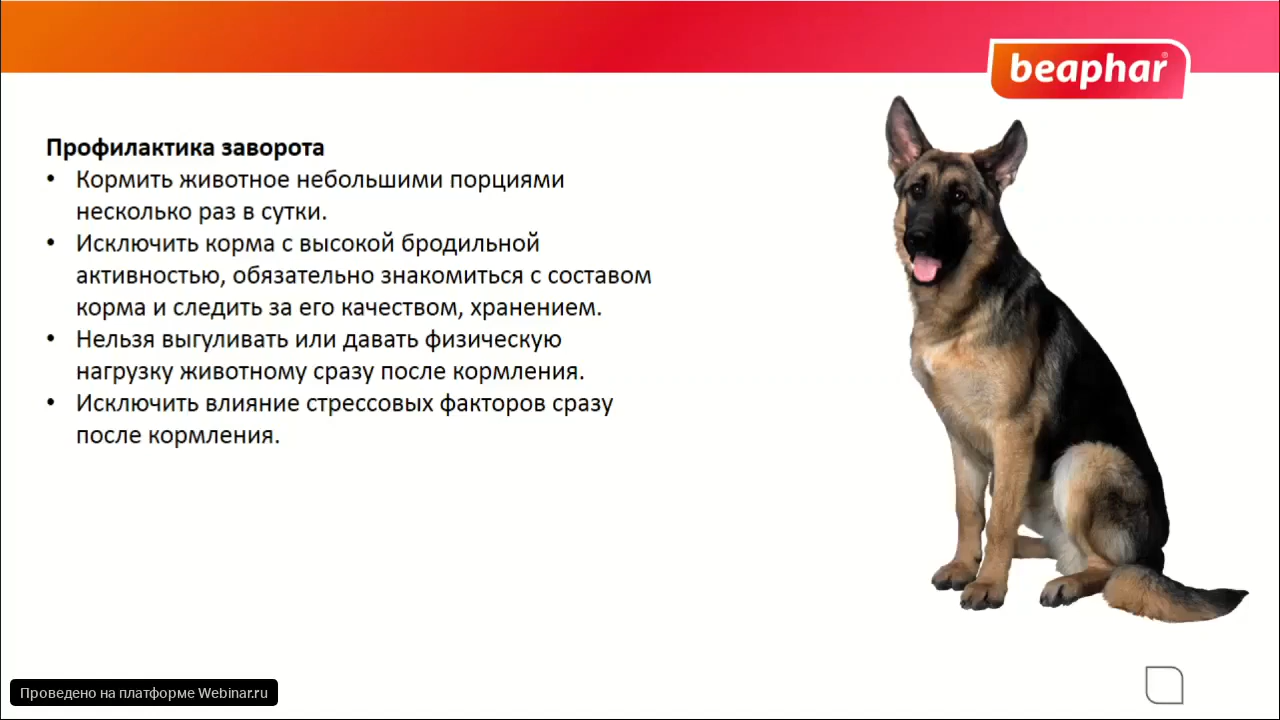 beaphar®
Профилактика заворота
• Кормить животное небольшими порциями
несколько раз в сутки.
• Исключить корма с высокой бродильной
активностью, обязательно знакомиться с составом
корма и следить за его качеством, хранением.
• Нельзя выгуливать или давать физическую
нагрузку животному сразу после кормления.
• Исключить влияние стрессовых факторов сразу
после кормления.
Проведено на платформе Webinar.ru